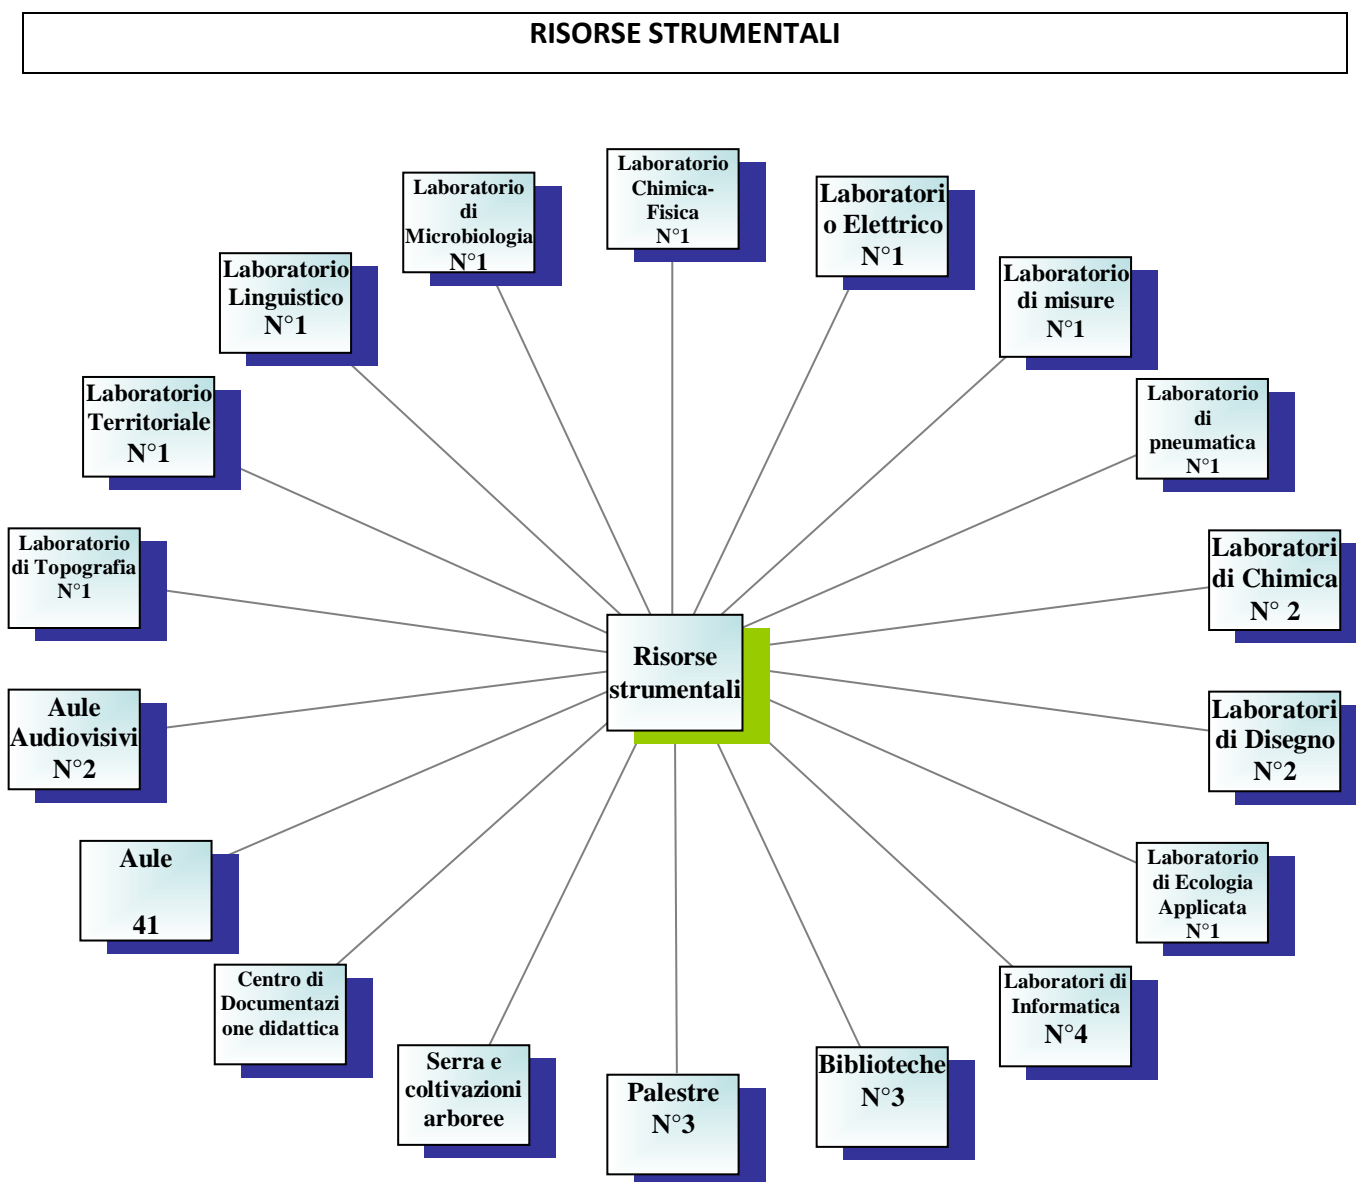 RISORSE STRUMENTALI
Laboratorio
Chimica-
Fisica
N°1
Laboratori
o Elettrico
N°1
Laboratorio
di misure
N°1
Laboratorio
di
pneumatica
N°1
Laboratori
di Chimica
N° 2
Laboratori
di Disegno
N°2
Laboratorio
di Ecologia
Applicata
N°1
Laboratori di
Informatica
N°4
Biblioteche
N°3
Palestre
N°3
Serra e
coltivazioni
arboree
Centro di
Documentazi
one didattica
Aule
41
Aule
Audiovisivi
N°2
Laboratorio
di Topografia
N°1
Laboratorio
Territoriale
N°1
Laboratorio
Linguistico
N°1
Laboratorio
di
Microbiologia
N°1
Risorse
strumentali